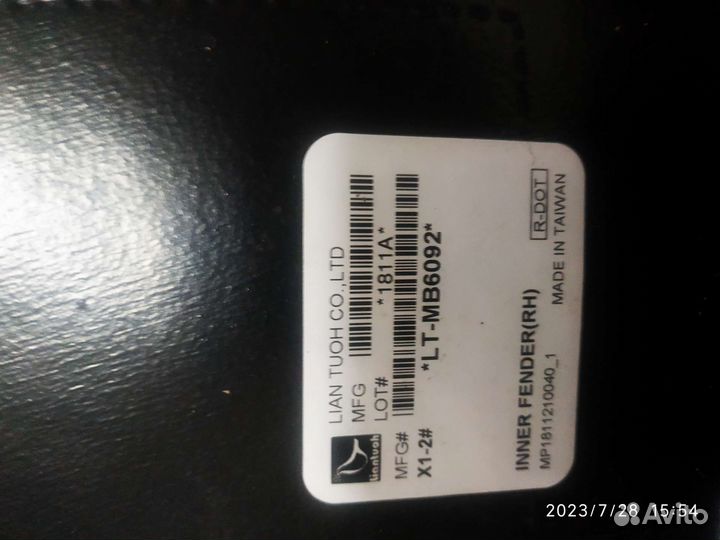 LIAN TUOH CO.,LTD
MFG
LOT#
*1811A*
Liantuoh
MFG#
X1-2#
*LT-MB6092*
INNER FENDER(RH)
R-DOT
MP1811210040_1
MADE IN TAIWAN
2023/7/28 15:54
Avito